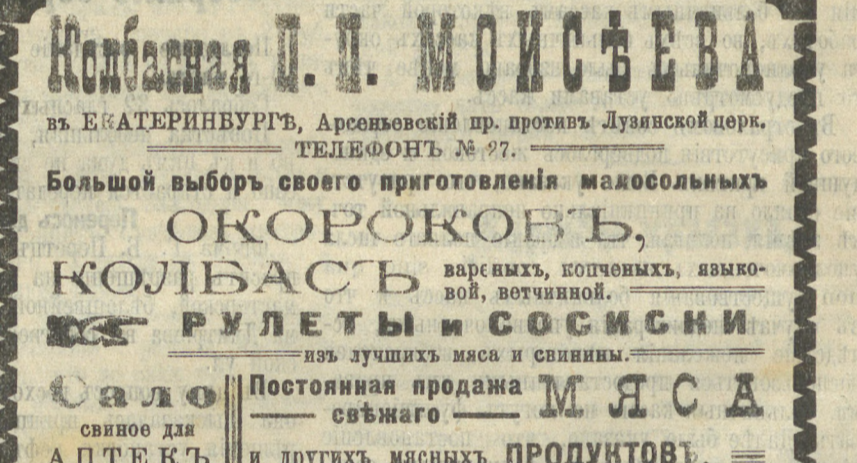 Колбасная П. П. МОИСѢЕВА
въ ЕКАТЕРИНБУРГѢ, Арсеньевскій пр. противъ Лузянской церк.
ТЕЛЕФОНЪ № 27.
Большой выборъ своего приготовленія малосольныхъ
ОКОРОКОВЪ,
КОЛБАСЪ вареныхъ, копченыхъ, языко-
вой, ветчинной.
РУЛЕТЫ и СОСИСКИ
изъ лучшихъ мяса и свинины.
Сало
свиное для
АПТЕКЪ
Постоянная продажа
свѣжаго МЯСА
и другихъ мясныхъ ПРОДУКТОВЪ.